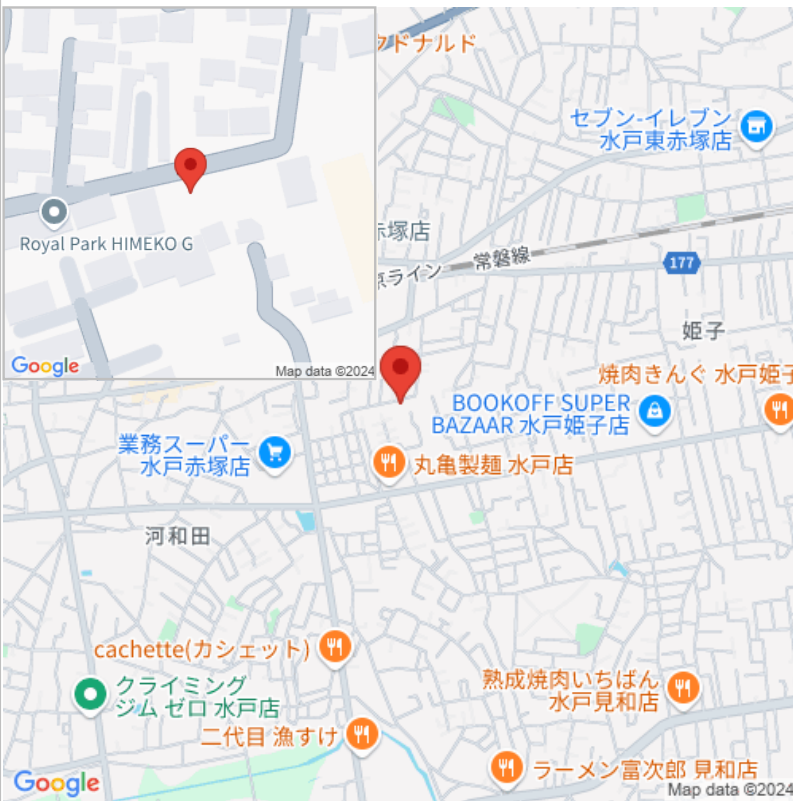 クドナルド
セブン-イレブン
水戸東赤塚店
Royal Park HIMEKO G
赤塚店
常磐線
京ライン
177
姫子
Google
Map data ©2024
焼肉きんぐ 水戸姫子
BOOKOFF SUPER
BAZAAR 水戸姫子店
業務スーパー
水戸赤塚店
丸亀製麺 水戸店
河和田
cachette(カシェット)
クライミング
ジム ゼロ 水戸店
熟成焼肉いちばん
水戸見和店
二代目 漁すけ
ラーメン富次郎 見和店
Google
Map data ©2024